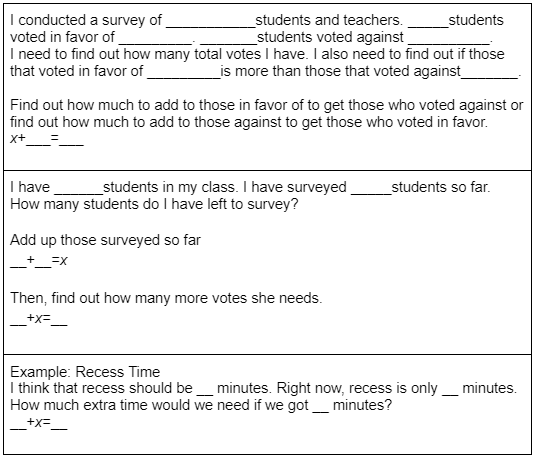 I conducted a survey of ___________students and teachers. _____students
voted in favor of _________. _______students voted against __________.
I need to find out how many total votes I have. I also need to find out if those
that voted in favor of _________is more than those that voted against_______.
Find out how much to add to those in favor of to get those who voted against or
find out how much to add to those against to get those who voted in favor.
x+___=___
I have ______students in my class. I have surveyed _____students so far.
How many students do I have left to survey?
Add up those surveyed so far
__+__=x
Then, find out how many more votes she needs.
__+x=__
Example: Recess Time
I think that recess should be __ minutes. Right now, recess is only __ minutes.
How much extra time would we need if we got __ minutes?
__+x=__